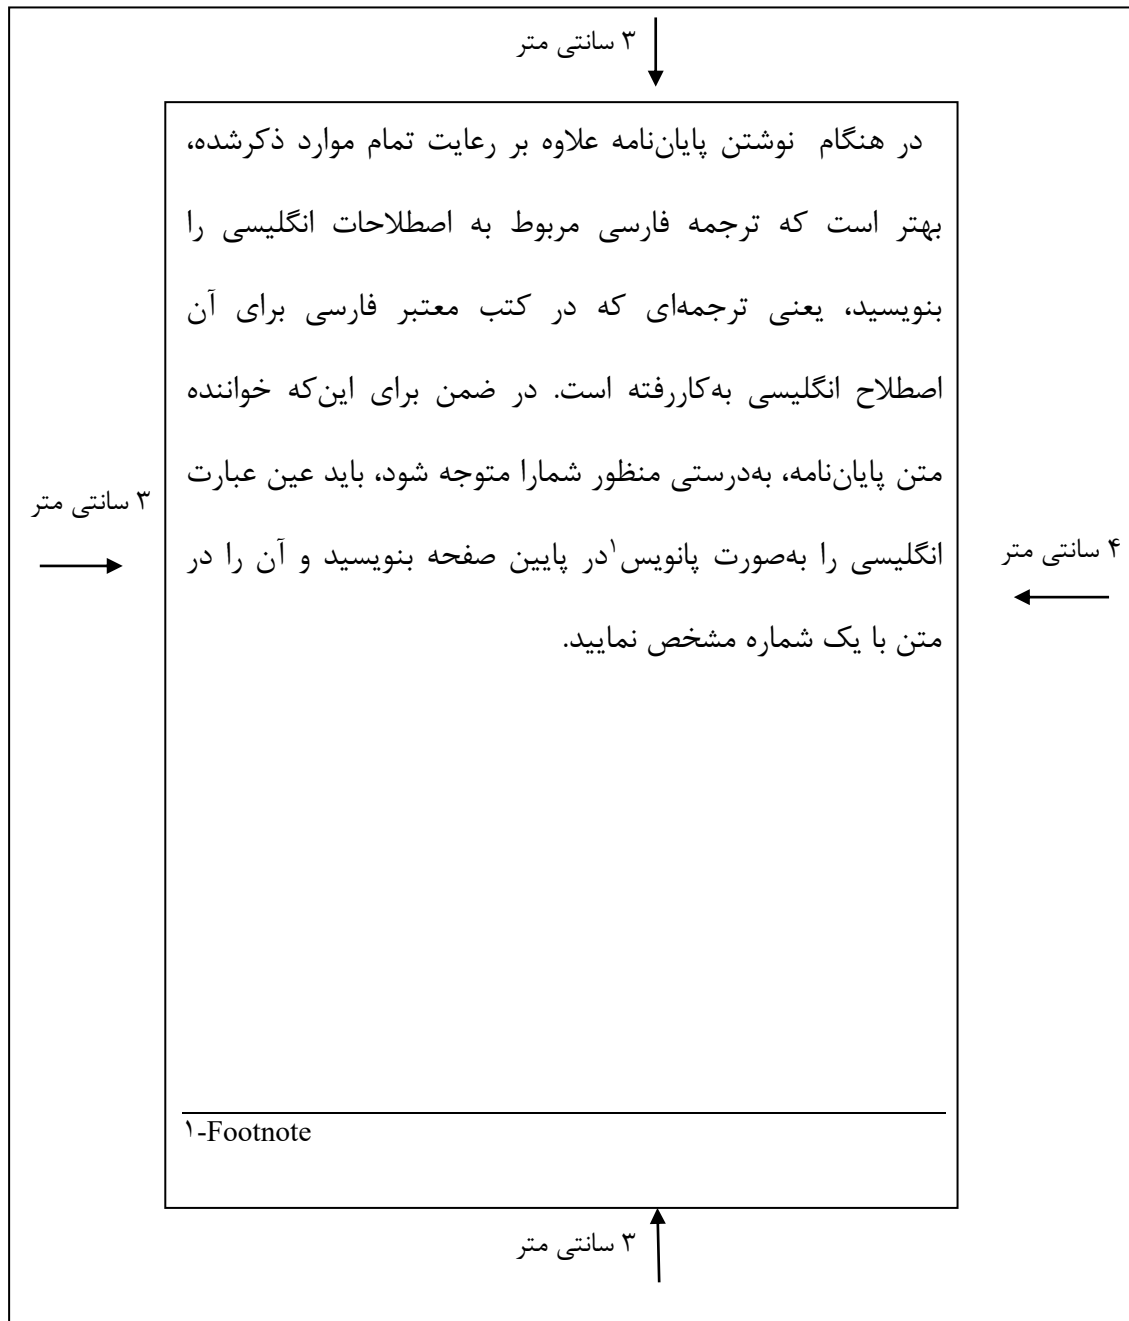 ۳ سانتی متر
در هنگام نوشتن پایان‌نامه علاوه بر رعایت تمام موارد ذکرشده،
بهتر است که ترجمه فارسی مربوط به اصطلاحات انگلیسی را
بنویسید، یعنی ترجمه‌ای که در کتب معتبر فارسی برای آن
اصطلاح انگلیسی به‌کاررفته است. در ضمن برای این‌که خواننده
متن پایان‌نامه، به‌درستی منظور شمارا متوجه شود، باید عین عبارت
انگلیسی را به‌صورت پانویس۱در پایین صفحه بنویسید و آن را در
متن با یک شماره مشخص نمایید.
۴ سانتی متر
۳ سانتی متر
۱-Footnote
۳ سانتی متر